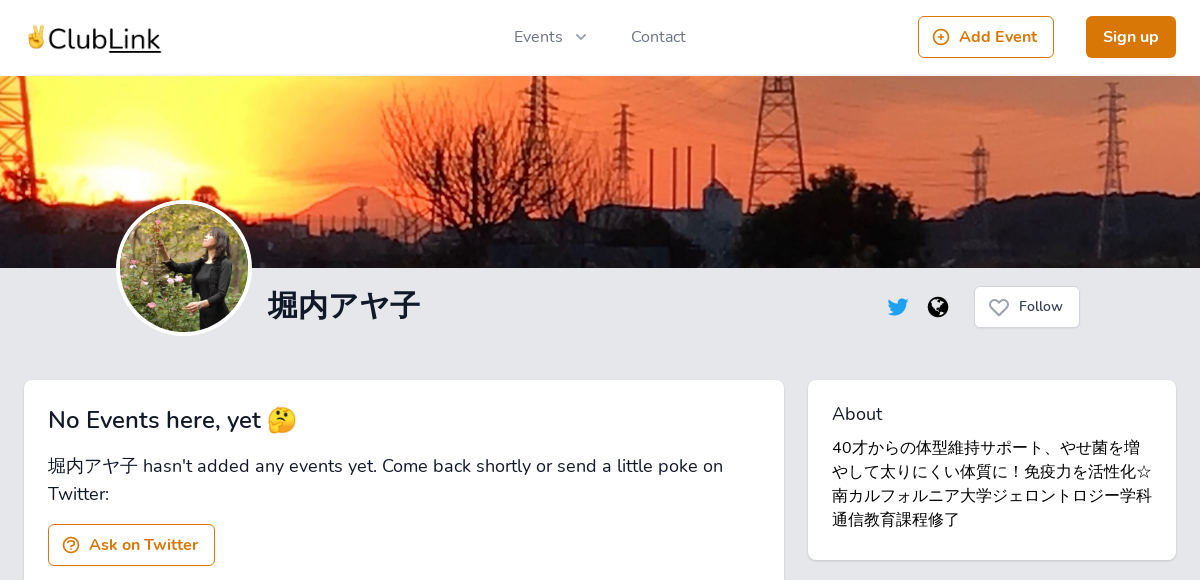 ✌️ClubLink
Events
Contact
Add Event
Sign up
堀内アヤ子
Follow
No Events here, yet 🤔
堀内アヤ子 hasn't added any events yet. Come back shortly or send a little poke on
Twitter:
Ask on Twitter
About
40才からの体型維持サポート、やせ菌を増
やして太りにくい体質に！免疫力を活性化☆
南カルフォルニア大学ジェロントロジー学科
通信教育課程修了